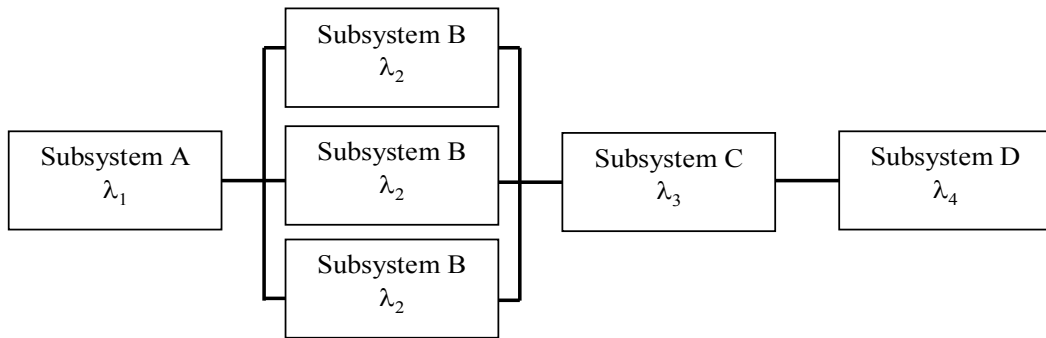 Subsystem A
λ₁
Subsystem B
λ₂
Subsystem B
λ₂
Subsystem B
λ₂
Subsystem C
λ₃
Subsystem D
λ₄